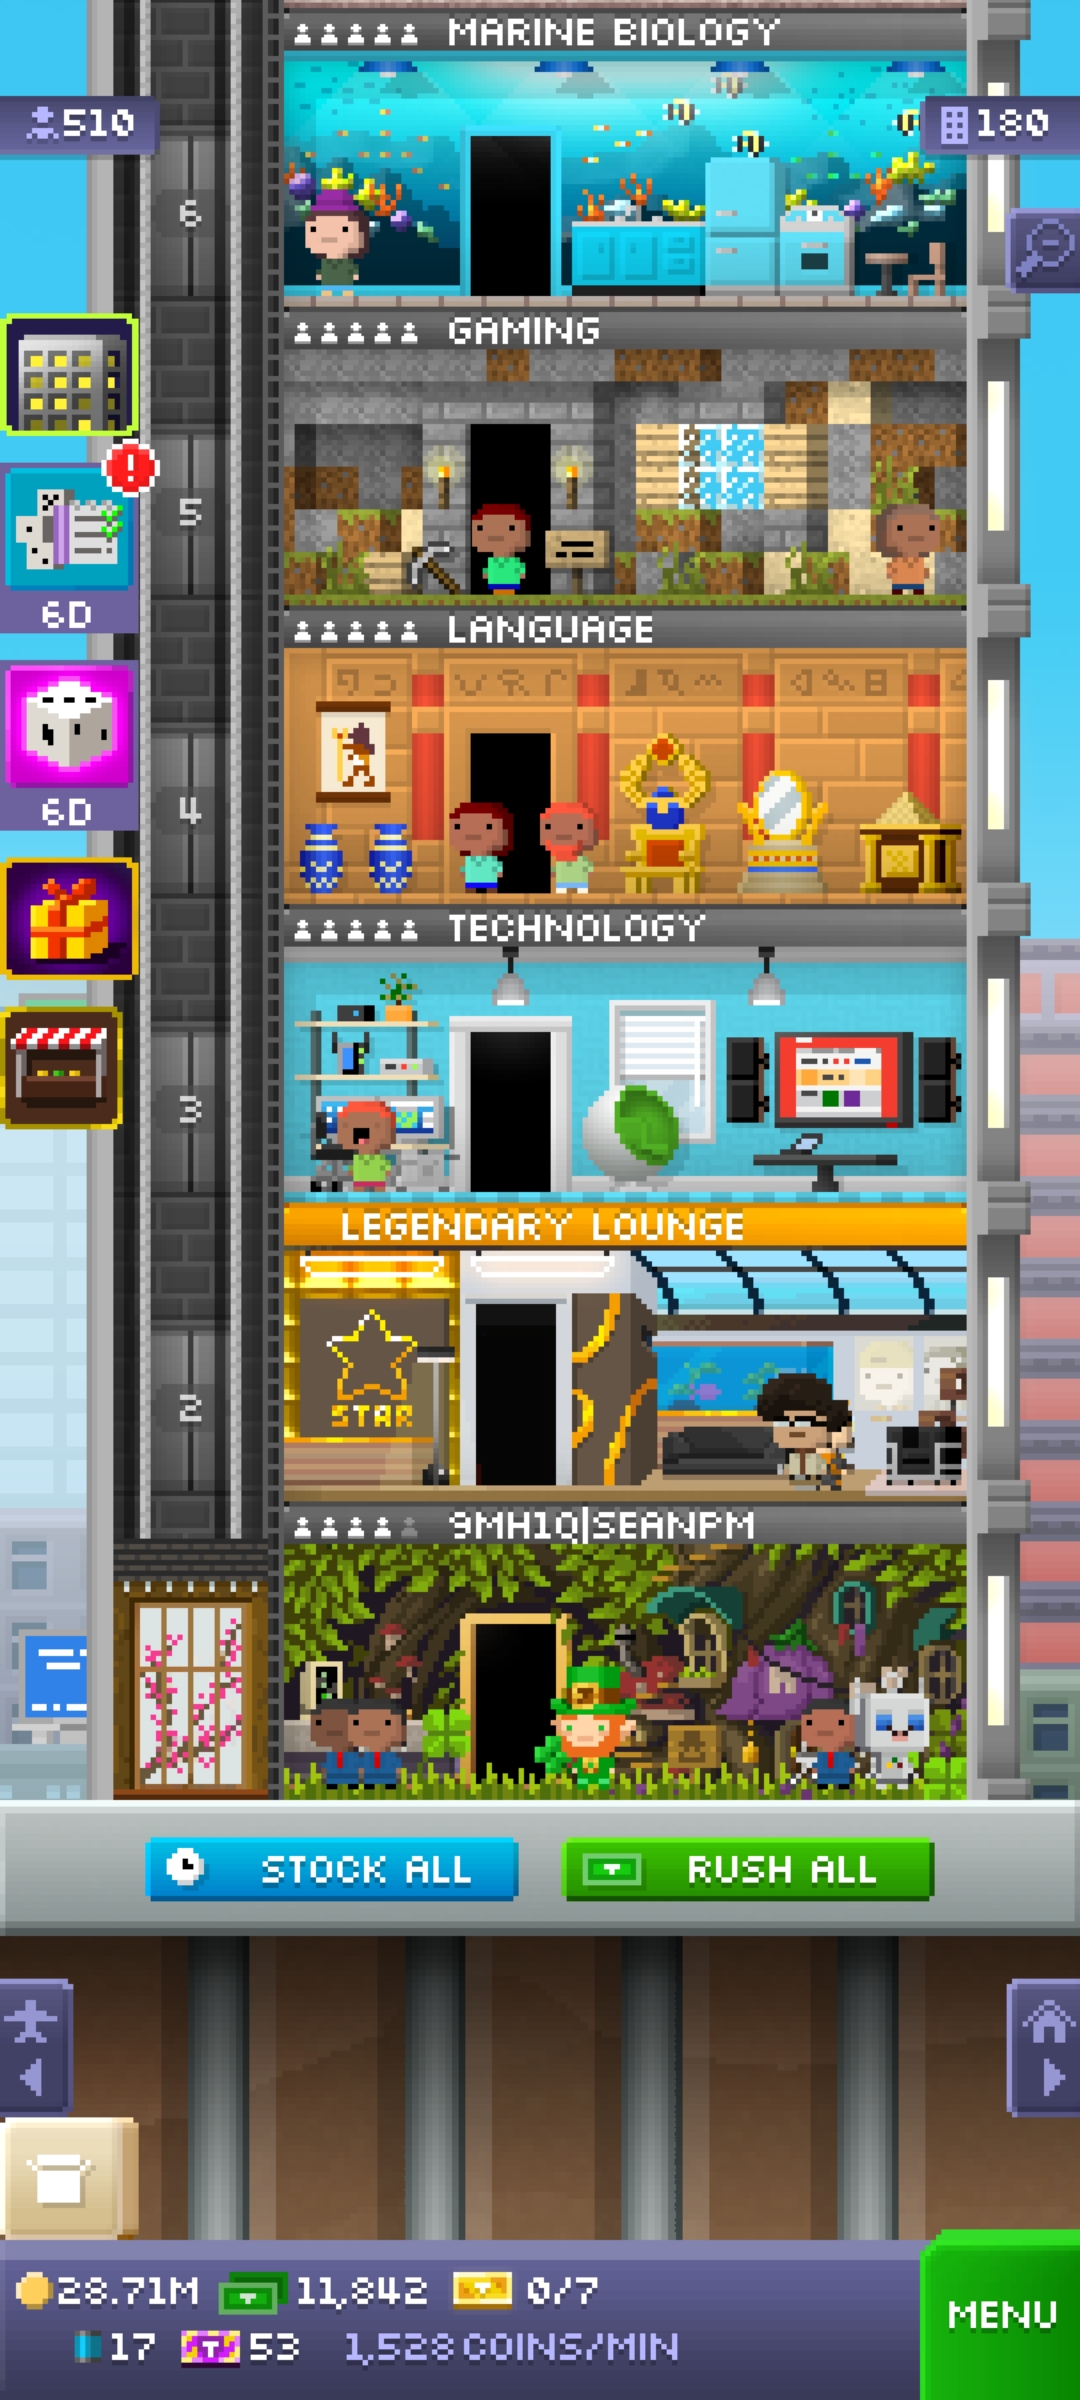 MARINE BIOLOGY
510
180
6
GAMING
5
6D
LANGUAGE
6D
4
TECHNOLOGY
3
LEGENDARY LOUNGE
STAR
2
9MH1Q|SEANPM
STOCK ALL
RUSH ALL
28.71M 11,842 0/7
17 53 1,528 COINS/MIN
MENU